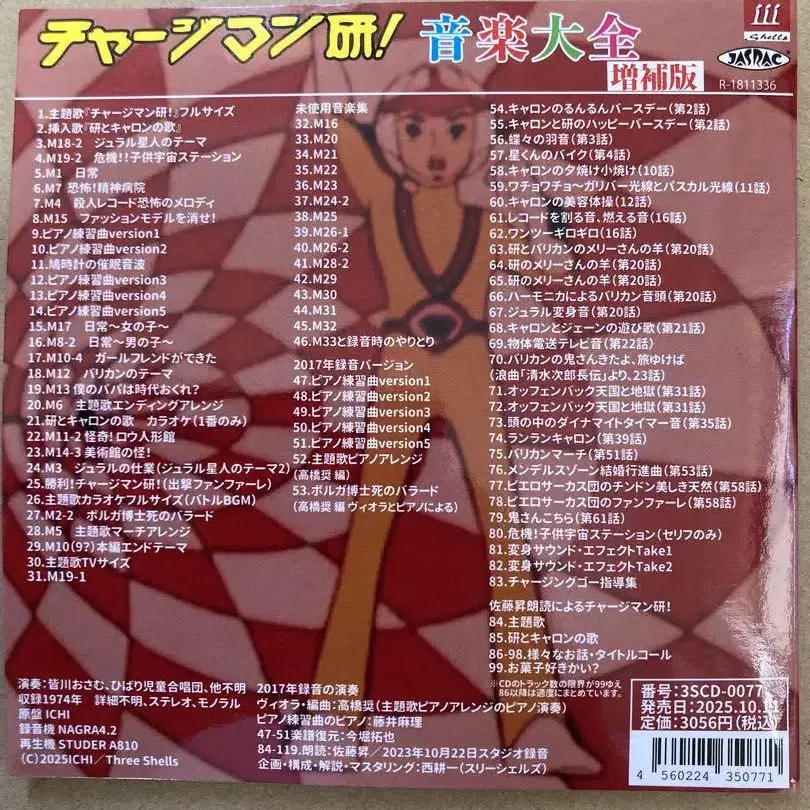 チャージマン研! 音楽大全
増補版
iii
Shells
JASRAC
R-1811336
1.主題歌『チャージマン研!』フルサイズ
2.挿入歌『研とキャロンの歌』
3.M18-2 ジュラル星人のテーマ
4.M19-2 危機!!子供宇宙ステーション
5.M1 日常
6.M7 恐怖!精神病院
7.M4 殺人レコード恐怖のメロディ
8.M15 ファッションモデルを消せ!
9.ピアノ練習曲version1
10.ピアノ練習曲version2
11.鳩時計の催眠音波
12.ピアノ練習曲version3
13.ピアノ練習曲version4
14.ピアノ練習曲version5
15.M17 日常〜女の子〜
16.M8-2 日常〜男の子〜
17.M10-4 ガールフレンドができた
18.M12 バリカンのテーマ
19.M13 僕のパパは時代おくれ?
20.M6 主題歌エンディングアレンジ
21.研とキャロンの歌 カラオケ(1番のみ)
22.M11-2 怪奇!ロウ人形館
23.M14-3 美術館の怪!
24.M3 ジュラルの仕業(ジュラル星人のテーマ2)
25.勝利!チャージマン研!(出撃ファンファーレ)
26.主題歌カラオケフルサイズ(バトルBGM)
27.M2-2 ボルガ博士死のバラード
28.M5 主題歌マーチアレンジ
29.M10(9?)本編エンドテーマ
30.主題歌TVサイズ
31.M19-1
未使用音楽集
32.M16
33.M20
34.M21
35.M22
36.M23
37.M24-2
38.M25
39.M26-1
40.M26-2
41.M28-2
42.M29
43.M30
44.M31
45.M32
46.M33と録音時のやりとり
2017年録音バージョン
47.ピアノ練習曲version1
48.ピアノ練習曲version2
49.ピアノ練習曲version3
50.ピアノ練習曲version4
51.ピアノ練習曲version5
52.主題歌ピアノアレンジ
(高橋奨 編)
53.ボルガ博士死のバラード
(高橋奨 編 ヴィオラとピアノによる)
54.キャロンのるんるんバースデー(第2話)
55.キャロンと研のハッピーバースデー(第2話)
56.蝶々の羽音(第3話)
57.星くんのバイク(第4話)
58.キャロンの夕焼け小焼け(10話)
59.ワチョワチョ〜ガリバー光線とパスカル光線(11話)
60.キャロンの美容体操(12話)
61.レコードを割る音、燃える音(16話)
62.ワンツーギロギロ(16話)
63.研とバリカンのメリーさんの羊(第20話)
64.研のメリーさんの羊(第20話)
65.研のメリーさんの羊(第20話)
66.ハーモニカによるバリカン音頭(第20話)
67.ジュラル変身音(第20話)
68.キャロンとジェーンの遊び歌(第21話)
69.物体電送テレビ音(第22話)
70.バリカンの鬼さんきたよ、旅ゆけば
(浪曲「清水次郎長伝」より、23話)
71.オッフェンバック天国と地獄(第31話)
72.オッフェンバック天国と地獄(第31話)
73.頭の中のダイナマイトタイマー音(第35話)
74.ランランキャロン(第39話)
75.バリカンマーチ(第51話)
76.メンデルスゾーン結婚行進曲(第53話)
77.ピエロサーカス団のチンドン美しき天然(第58話)
78.ピエロサーカス団のファンファーレ(第58話)
79.鬼さんこちら(第61話)
80.危機!子供宇宙ステーション(セリフのみ)
81.変身サウンド・エフェクトTake1
82.変身サウンド・エフェクトTake2
83.チャージングゴー指導集
佐藤昇朗読によるチャージマン研!
84.主題歌
85.研とキャロンの歌
86-98.様々なお話・タイトルコール
99.お菓子好きかい?
※CDのトラック数の限界が99ゆえ
86以降は適度にまとめています。
演奏:皆川おさむ、ひばり児童合唱団、他不明
収録1974年 詳細不明、ステレオ、モノラル
原盤 ICHI
録音機 NAGRA4.2
再生機 STUDER A810
(C)2025ICHI/Three Shells
2017年録音の演奏
ヴィオラ・編曲:高橋奨(主題歌ピアノアレンジのピアノ演奏)
ピアノ練習曲のピアノ:藤井麻理
47-51楽譜復元:今堀拓也
84-119.朗読:佐藤昇/2023年10月22日スタジオ録音
企画・構成・解説・マスタリング:西耕一(スリーシェルズ)
番号:3SCD-0077
発売日:2025.10.11
定価:3056円(税込)
4 560224 350771